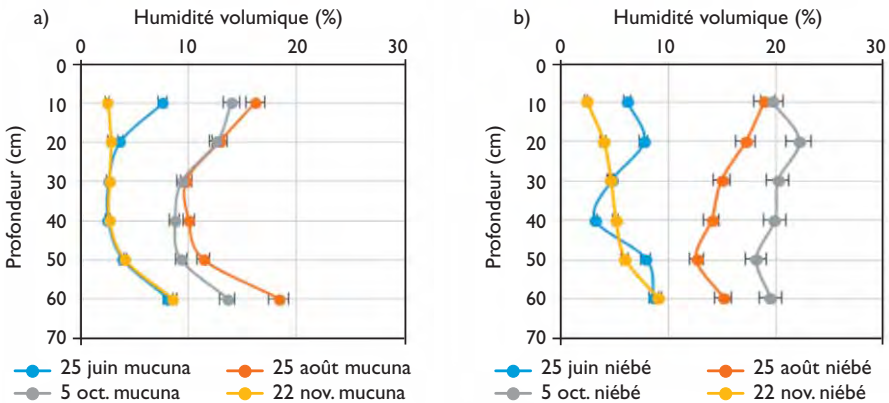 a) Humidité volumique (%)
0 10 20 30
0
10
20
30
40
50
60
70
Profondeur (cm)
25 juin mucuna 25 août mucuna
5 oct. mucuna 22 nov. mucuna
b) Humidité volumique (%)
0 10 20 30
0
10
20
30
40
50
60
70
Profondeur (cm)
25 juin niébé 25 août niébé
5 oct. niébé 22 nov. niébé